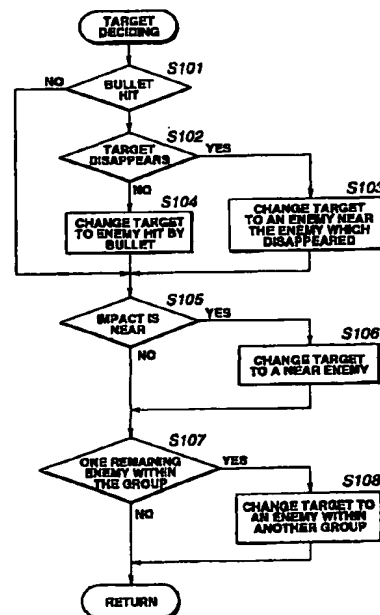 TARGET
DECIDING
S101
NO
BULLET
HIT
S102
TARGET
DISAPPEARS
YES
NO
S104
CHANGE TARGET
TO ENEMY HIT BY
BULLET
S103
CHANGE TARGET
TO AN ENEMY NEAR
THE ENEMY WHICH
DISAPPEARED
S105
IMPACT IS
NEAR
YES
NO
S106
CHANGE TARGET
TO A NEAR ENEMY
S107
ONE REMAINING
ENEMY WITHIN
THE GROUP
YES
NO
S108
CHANGE TARGET TO
AN ENEMY WITHIN
ANOTHER GROUP
RETURN